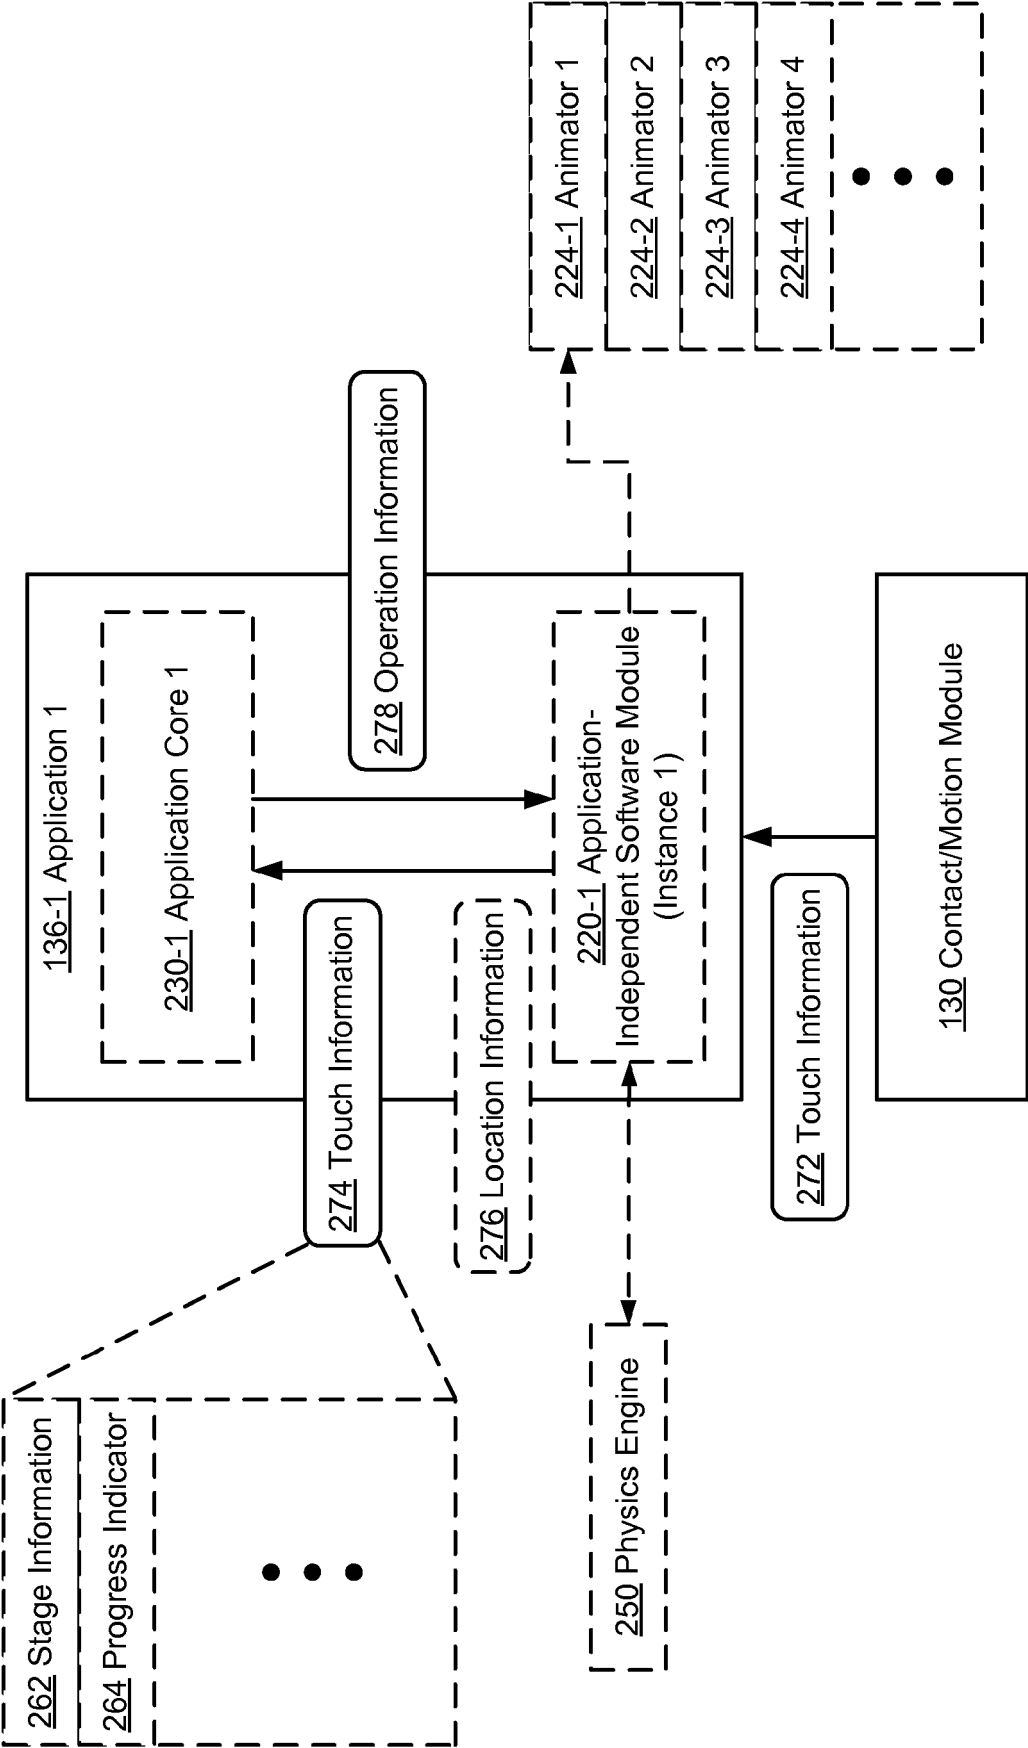 262 Stage Information
264 Progress Indicator
274 Touch Information
276 Location Information
250 Physics Engine
136-1 Application 1
230-1 Application Core 1
278 Operation Information
220-1 Application-
Independent Software Module
(Instance 1)
272 Touch Information
130 Contact/Motion Module
224-1 Animator 1
224-2 Animator 2
224-3 Animator 3
224-4 Animator 4